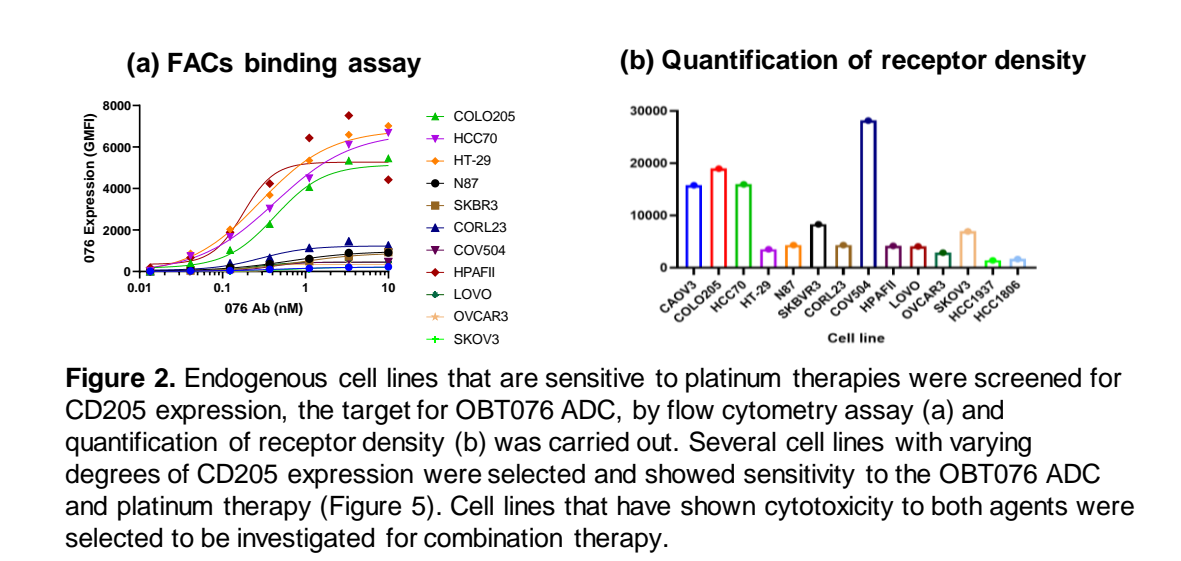 (a) FACs binding assay
(b) Quantification of receptor density
8000
6000
4000
2000
0
076 Expression (GMFI)
0.01
0.1
1
10
076 Ab (nM)
COLO205
HCC70
HT-29
N87
SKBR3
CORL23
COV504
HPAFII
LOVO
OVCAR3
SKOV3
30000
20000
10000
0
CAOV3
COLO205
HCC70
HT-29
N87
SKBVR3
CORL23
COV504
HPAFII
LOVO
OVCAR3
SKOV3
HCC1937
HCC1806
Cell line
Figure 2. Endogenous cell lines that are sensitive to platinum therapies were screened for
CD205 expression, the target for OBT076 ADC, by flow cytometry assay (a) and
quantification of receptor density (b) was carried out. Several cell lines with varying
degrees of CD205 expression were selected and showed sensitivity to the OBT076 ADC
and platinum therapy (Figure 5). Cell lines that have shown cytotoxicity to both agents were
selected to be investigated for combination therapy.